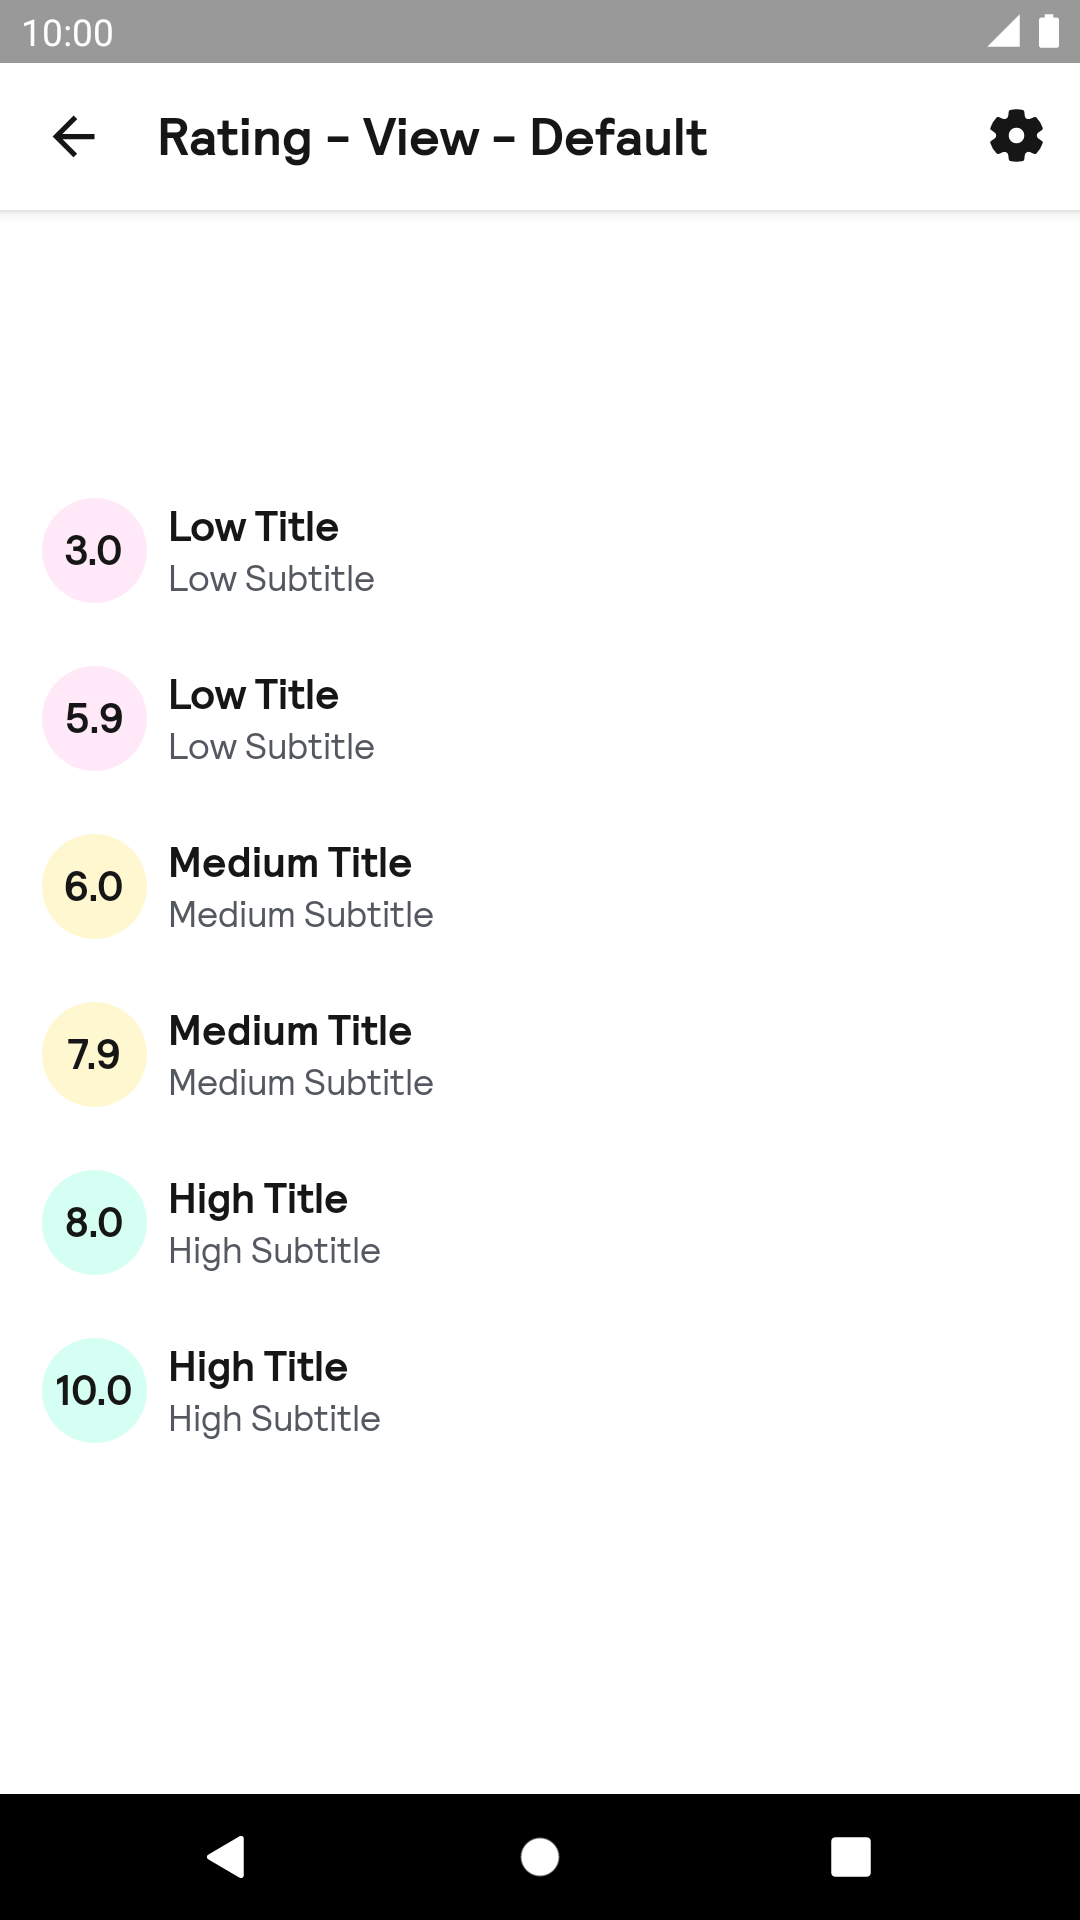 10:00
Rating - View - Default
3.0
Low Title
Low Subtitle
5.9
Low Title
Low Subtitle
6.0
Medium Title
Medium Subtitle
7.9
Medium Title
Medium Subtitle
8.0
High Title
High Subtitle
10.0
High Title
High Subtitle